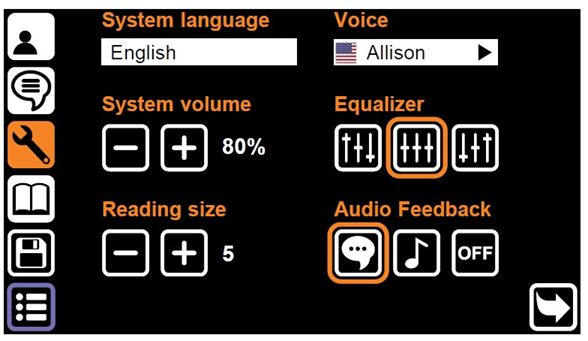 System language
Voice
English
Allison
System volume
Equalizer
80%
Reading size
Audio Feedback
5
OFF